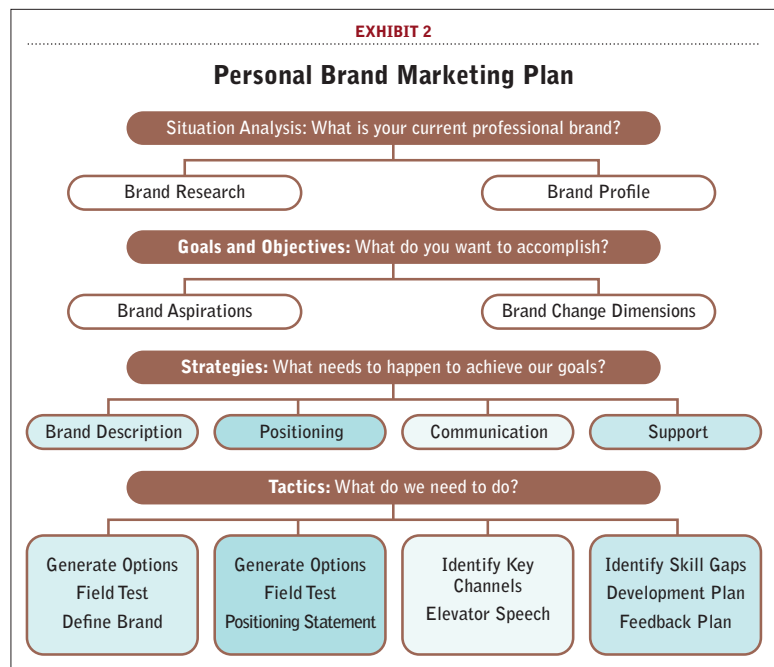 EXHIBIT 2
Personal Brand Marketing Plan
Situation Analysis: What is your current professional brand?
Brand Research
Brand Profile
Goals and Objectives: What do you want to accomplish?
Brand Aspirations
Brand Change Dimensions
Strategies: What needs to happen to achieve our goals?
Brand Description
Positioning
Communication
Support
Tactics: What do we need to do?
Generate Options
Field Test
Define Brand
Generate Options
Field Test
Positioning Statement
Identify Key
Channels
Elevator Speech
Identify Skill Gaps
Development Plan
Feedback Plan